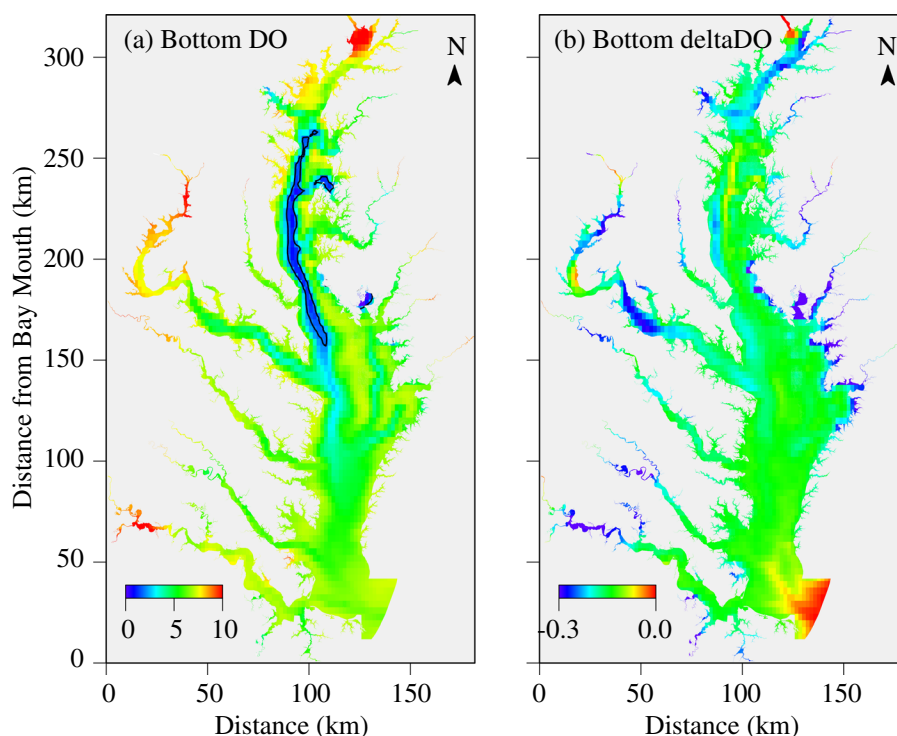 (a) Bottom DO
N
(b) Bottom deltaDO
N
Distance from Bay Mouth (km)
300
250
200
150
100
50
0
0 5 10
-0.3 0.0
0 50 100 150
0 50 100 150
Distance (km)
Distance (km)